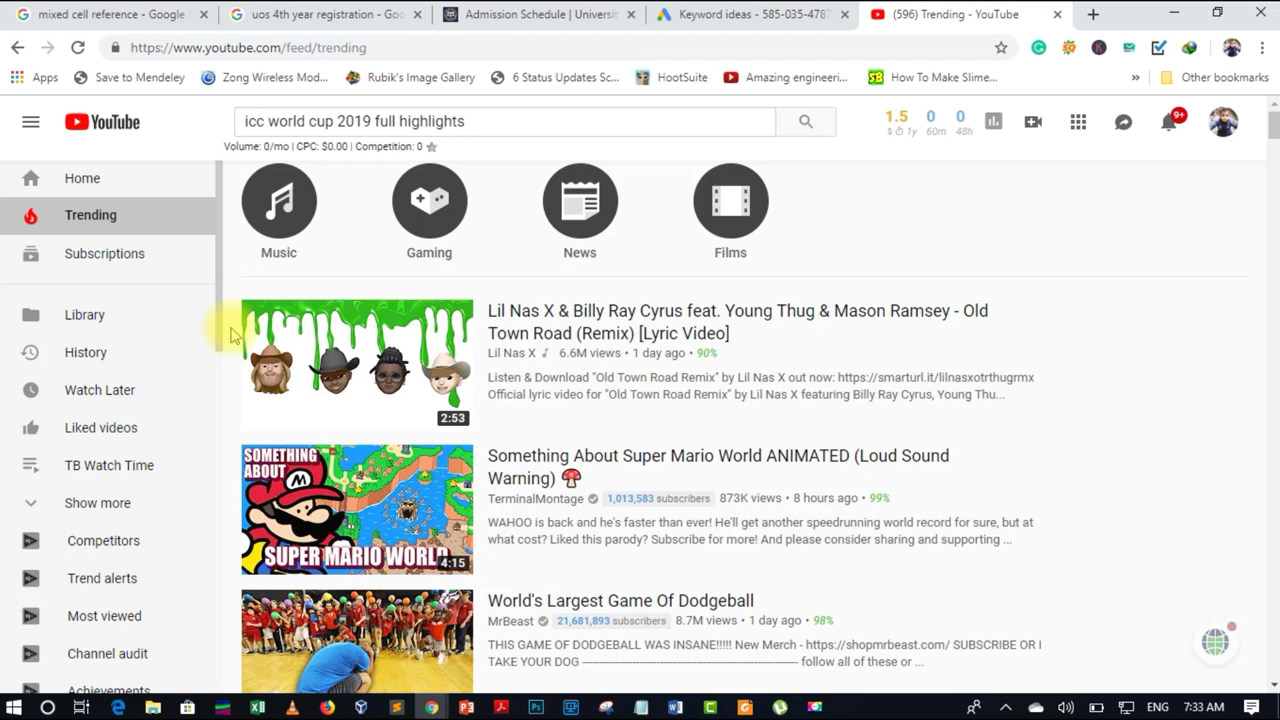 mixed cell reference - Google S
uos 4th year registration - Goo
Admission Schedule | Universit
Keyword ideas - 585-035-4787
(596) Trending - YouTube
https://www.youtube.com/feed/trending
Apps
Save to Mendeley
Zong Wireless Mod...
Rubik's Image Gallery
6 Status Updates Sc...
HootSuite
Amazing engineeri...
How To Make Slime...
»
Other bookmarks
YouTube
icc world cup 2019 full highlights
1.5 0 0
1y 60m 48h
9+
Volume: 0/mo | CPC: $0.00 | Competition: 0
Home
Trending
Subscriptions
Library
History
Watch Later
Liked videos
TB Watch Time
Show more
Competitors
Trend alerts
Most viewed
Channel audit
Achievements
Music
Gaming
News
Films
2:53
Lil Nas X & Billy Ray Cyrus feat. Young Thug & Mason Ramsey - Old
Town Road (Remix) [Lyric Video]
Lil Nas X 6.6M views • 1 day ago • 90%
Listen & Download "Old Town Road Remix" by Lil Nas X out now: https://smarturl.it/lilnasxotrthugrmx
Official lyric video for "Old Town Road Remix" by Lil Nas X featuring Billy Ray Cyrus, Young Thu...
SOMETHING
ABOUT
SUPER MARIO WORLD
4:15
Something About Super Mario World ANIMATED (Loud Sound
Warning) 🍄
TerminalMontage 1,013,583 subscribers 873K views • 8 hours ago • 99%
WAHOO is back and he's faster than ever! He'll get another speedrunning world record for sure, but at
what cost? Liked this parody? Subscribe for more! And please consider sharing and supporting ...
World's Largest Game Of Dodgeball
MrBeast 21,681,893 subscribers 8.7M views • 1 day ago • 98%
THIS GAME OF DODGEBALL WAS INSANE!!!!! New Merch - https://shopmrbeast.com/ SUBSCRIBE OR I
TAKE YOUR DOG ---------------------------------------------------------------- follow all of these or ...
ENG
7:33 AM